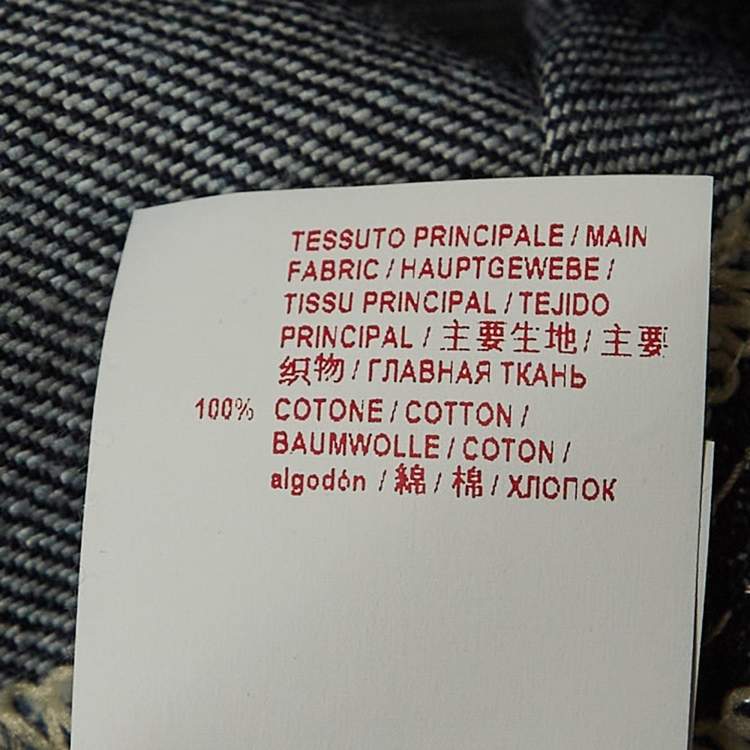 TESSUTO PRINCIPALE / MAIN
FABRIC / HAUPTGEWEBE /
TISSU PRINCIPAL / TEJIDO
PRINCIPAL / 主要生地 / 主要
织物 / ГЛАВНАЯ ТКАНЬ
100% COTONE / COTTON /
BAUMWOLLE / COTON /
algodón / 綿 / 棉 / ХЛОПОК